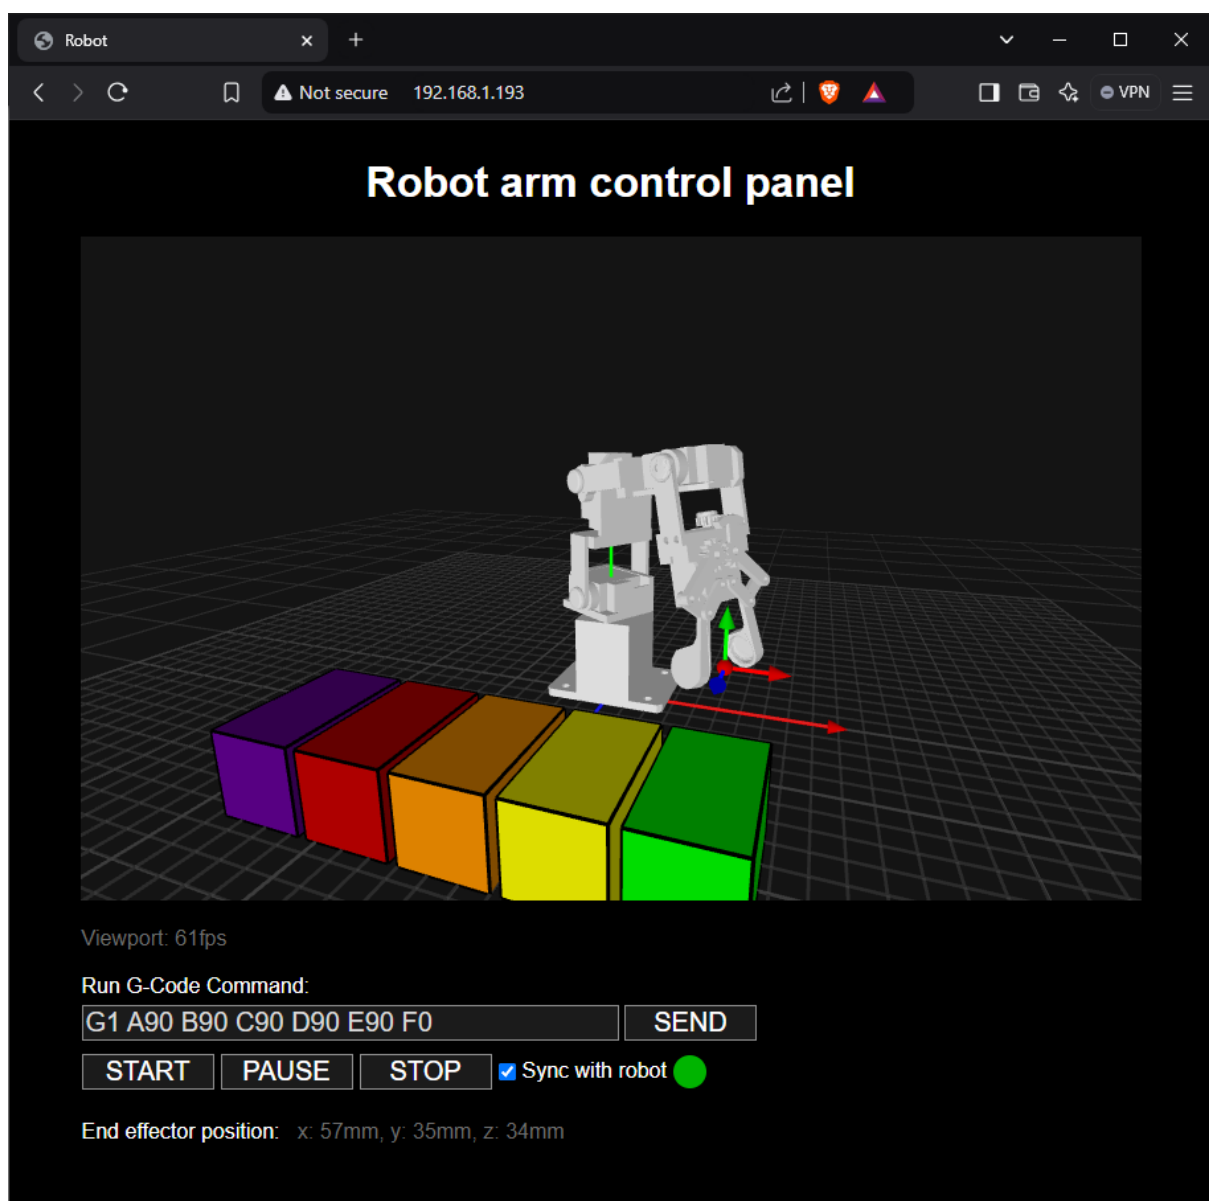 Robot
Not secure 192.168.1.193
VPN
Robot arm control panel
Viewport: 61fps
Run G-Code Command:
G1 A90 B90 C90 D90 E90 F0 SEND
START PAUSE STOP Sync with robot
End effector position: x: 57mm, y: 35mm, z: 34mm